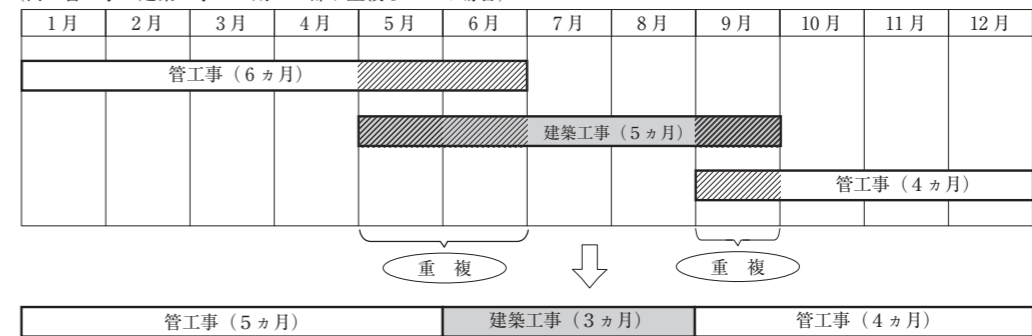 1月 2月 3月 4月 5月 6月 7月 8月 9月 10月 11月 12月
管工事（6ヵ月）
建築工事（5ヵ月）
管工事（4ヵ月）
重 複 重 複
管工事（5ヵ月） 建築工事（3ヵ月） 管工事（4ヵ月）